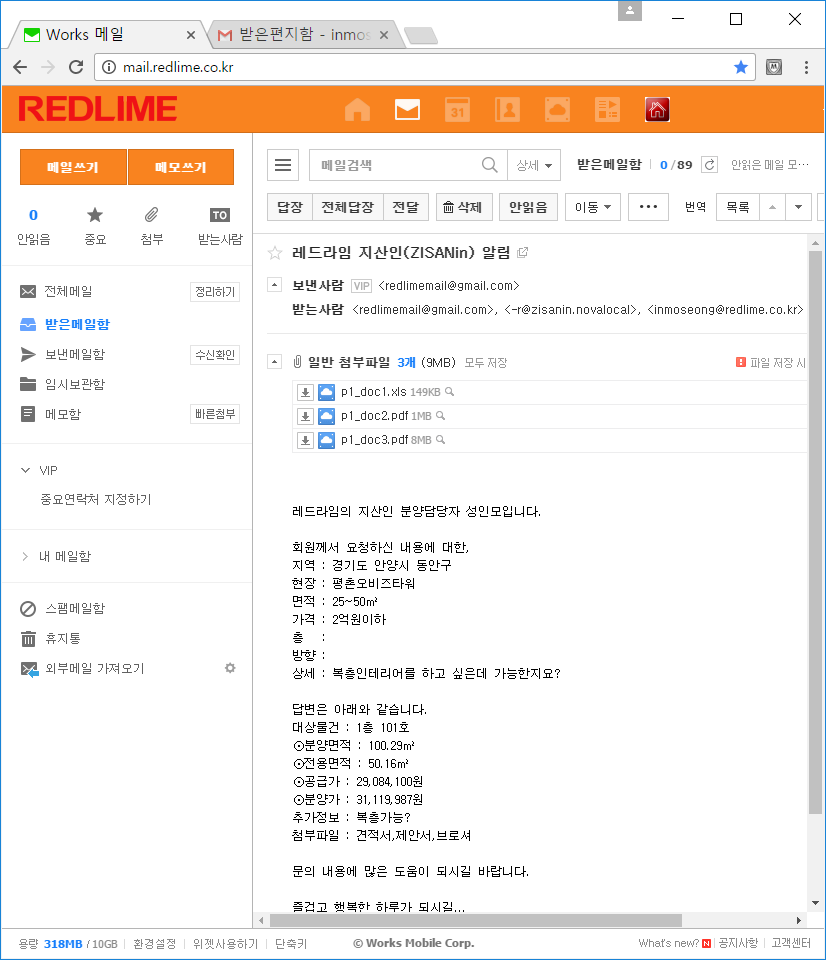 Works 메일
받은편지함 - inmos
mail.redlime.co.kr
REDLIME
31
메일쓰기 메모쓰기
메일검색 상세 받은메일함 0 / 89 안읽은 메일 모…
답장 전체답장 전달 삭제 안읽음 이동 ••• 번역 목록
0 TO
안읽음 중요 첨부 받는사람
전체메일 정리하기
받은메일함
보낸메일함 수신확인
임시보관함
메모함 빠른첨부
VIP
중요연락처 지정하기
내 메일함
스팸메일함
휴지통
외부메일 가져오기
레드라임 지산인(ZISANin) 알림
보낸사람 VIP <redlimemail@gmail.com>
받는사람 <redlimemail@gmail.com>, <-r@zisanin.novalocal>, <inmoseong@redlime.co.kr>
일반 첨부파일 3개 (9MB) 모두 저장 파일 저장 시
p1_doc1.xls 149KB
p1_doc2.pdf 1MB
p1_doc3.pdf 8MB
레드라임의 지산인 분양담당자 성인모입니다.
회원께서 요청하신 내용에 대한,
지역 : 경기도 안양시 동안구
현장 : 평촌오비즈타워
면적 : 25~50㎡
가격 : 2억원이하
층 :
방향 :
상세 : 복층인테리어를 하고 싶은데 가능한지요?
답변은 아래와 같습니다.
대상물건 : 1층 101호
⊙분양면적 : 100.29㎡
⊙전용면적 : 50.16㎡
⊙공급가 : 29,084,100원
⊙분양가 : 31,119,987원
추가정보 : 복층가능?
첨부파일 : 견적서,제안서,브로셔
문의 내용에 많은 도움이 되시길 바랍니다.
즐겁고 행복한 하루가 되시길...
용량 318MB / 10GB 환경설정 위젯사용하기 단축키 © Works Mobile Corp. What's new? N 공지사항 고객센터